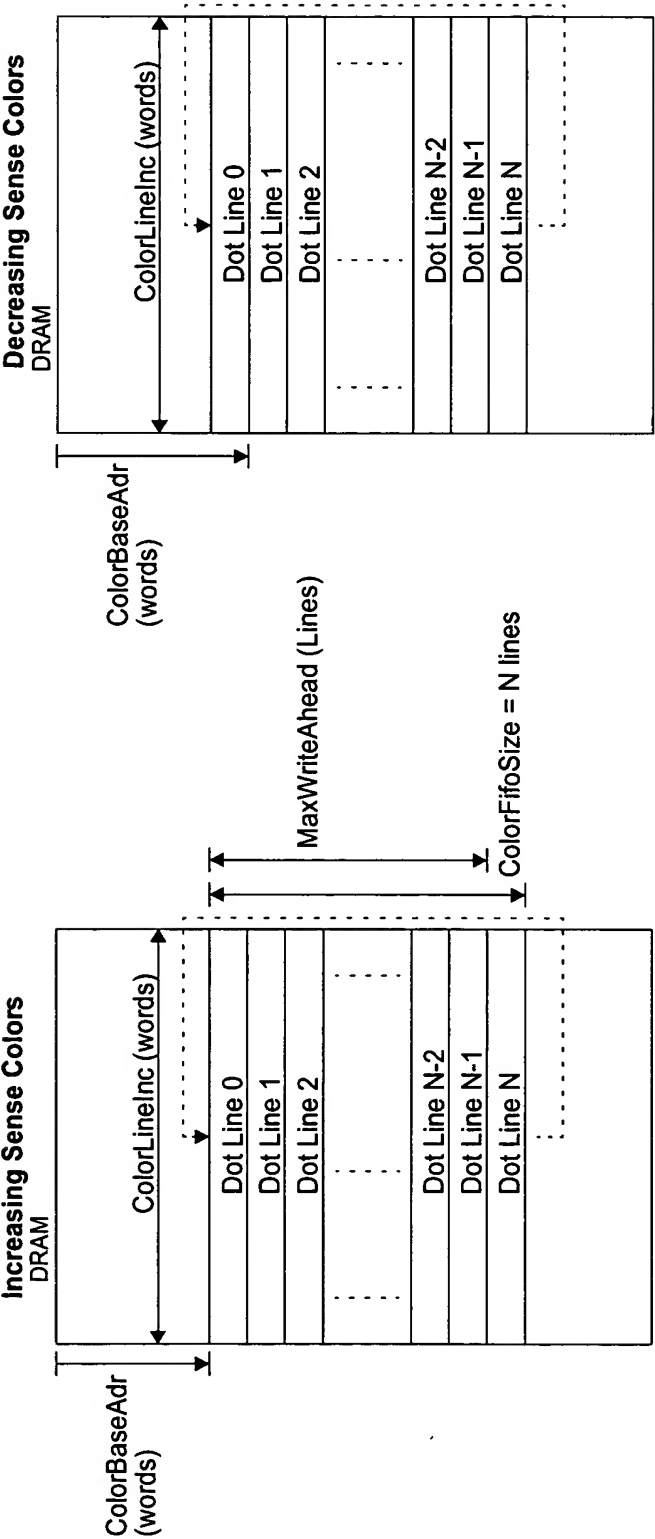 Increasing Sense Colors
DRAM
ColorBaseAdr
(words)
ColorLineInc (words)
Dot Line 0
Dot Line 1
Dot Line 2
Dot Line N-2
Dot Line N-1
Dot Line N
MaxWriteAhead (Lines)
ColorFifoSize = N lines
Decreasing Sense Colors
DRAM
ColorBaseAdr
(words)
ColorLineInc (words)
Dot Line 0
Dot Line 1
Dot Line 2
Dot Line N-2
Dot Line N-1
Dot Line N